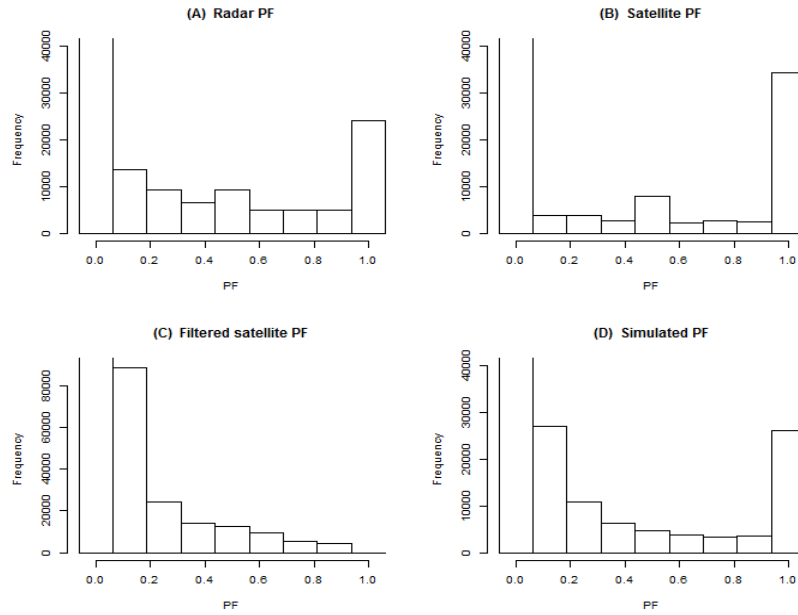 (A) Radar PF
Frequency
0
10000
20000
30000
40000
0.0 0.2 0.4 0.6 0.8 1.0
PF
(B) Satellite PF
Frequency
0
10000
20000
30000
40000
0.0 0.2 0.4 0.6 0.8 1.0
PF
(C) Filtered satellite PF
Frequency
0
20000
40000
60000
80000
0.0 0.2 0.4 0.6 0.8 1.0
PF
(D) Simulated PF
Frequency
0
10000
20000
30000
40000
0.0 0.2 0.4 0.6 0.8 1.0
PF